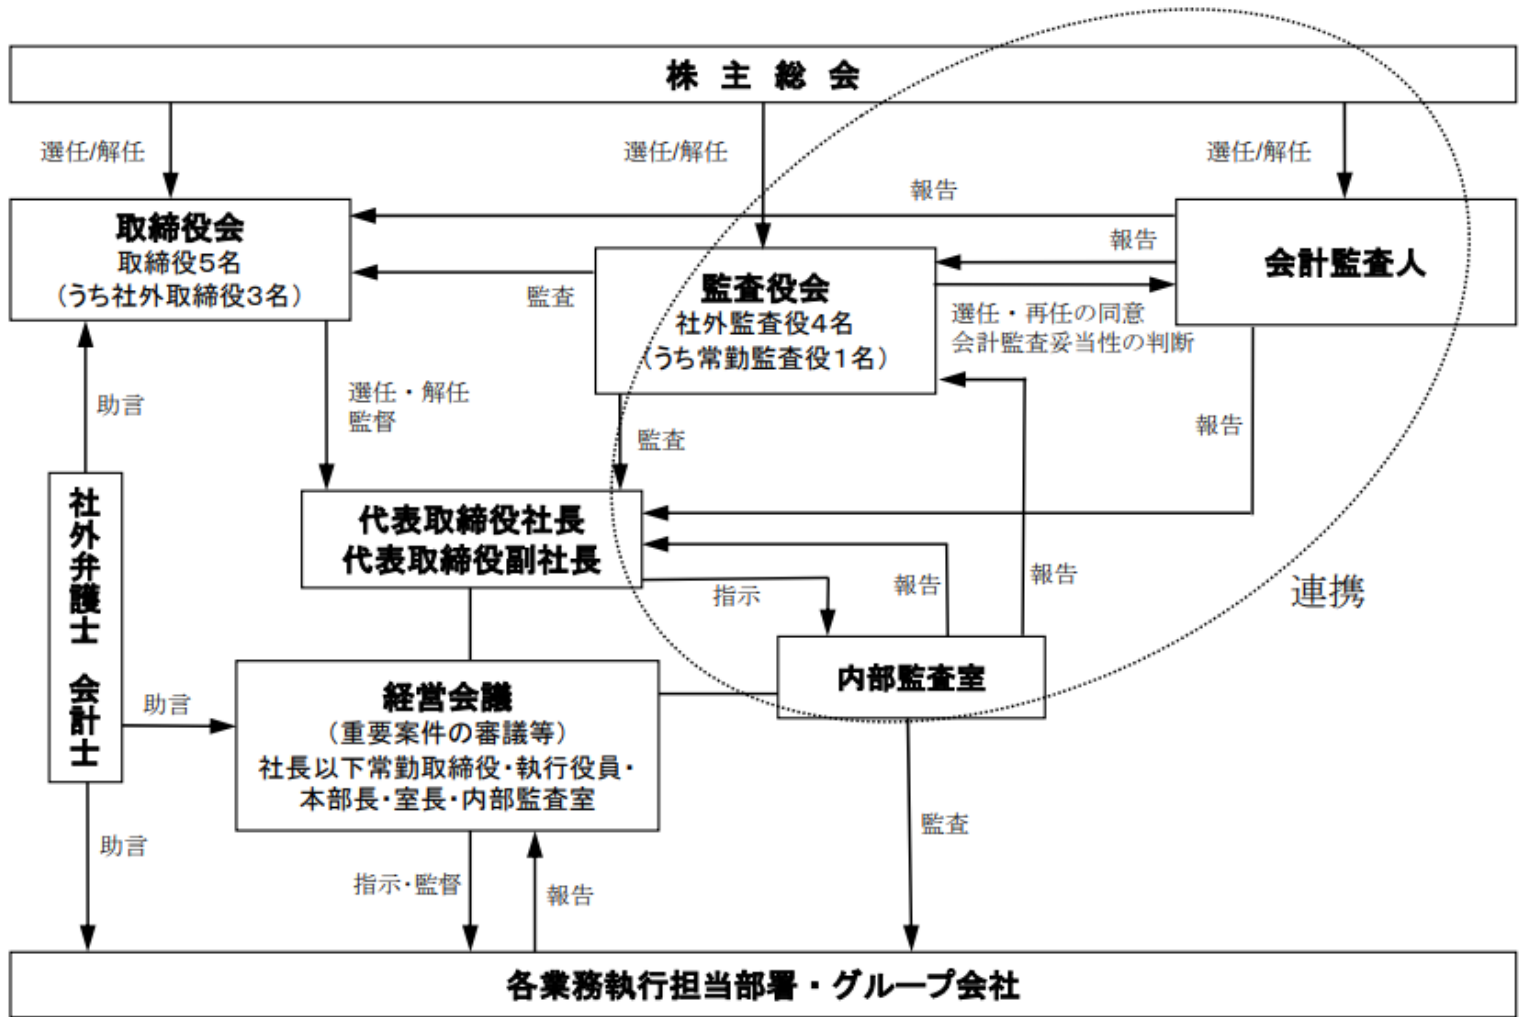 株 主 総 会
選任/解任
選任/解任
選任/解任
報告
取締役会
取締役5名
（うち社外取締役3名）
報告
会計監査人
監査
監査役会
社外監査役4名
（うち常勤監査役1名）
選任・再任の同意
会計監査妥当性の判断
助言
選任・解任
監督
監査
報告
社外弁護士 会計士
代表取締役社長
代表取締役副社長
指示
報告
報告
連携
内部監査室
助言
経営会議
（重要案件の審議等）
社長以下常勤取締役・執行役員・
本部長・室長・内部監査室
助言
指示・監督
報告
監査
各業務執行担当部署・グループ会社